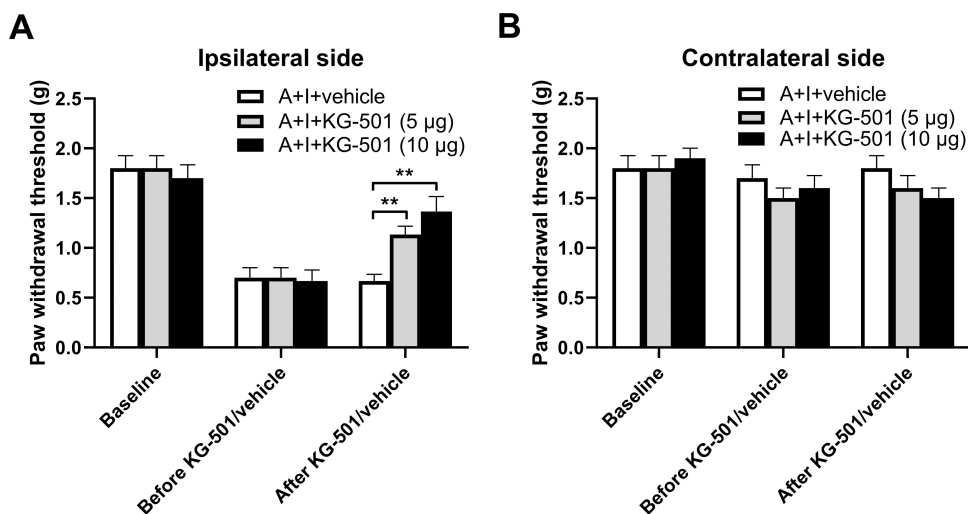 A
Ipsilateral side
Paw withdrawal threshold (g)
2.5
2.0
1.5
1.0
0.5
0.0
A+I+vehicle
A+I+KG-501 (5 μg)
A+I+KG-501 (10 μg)
**
**
Baseline
Before KG-501/vehicle
After KG-501/vehicle
B
Contralateral side
Paw withdrawal threshold (g)
2.5
2.0
1.5
1.0
0.5
0.0
A+I+vehicle
A+I+KG-501 (5 μg)
A+I+KG-501 (10 μg)
Baseline
Before KG-501/vehicle
After KG-501/vehicle